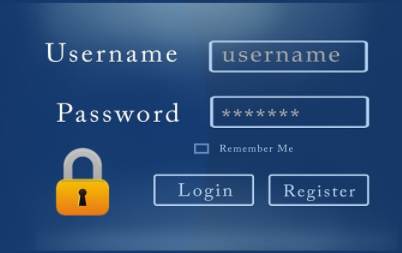 Username username
Password *******
Remember Me
Login Register